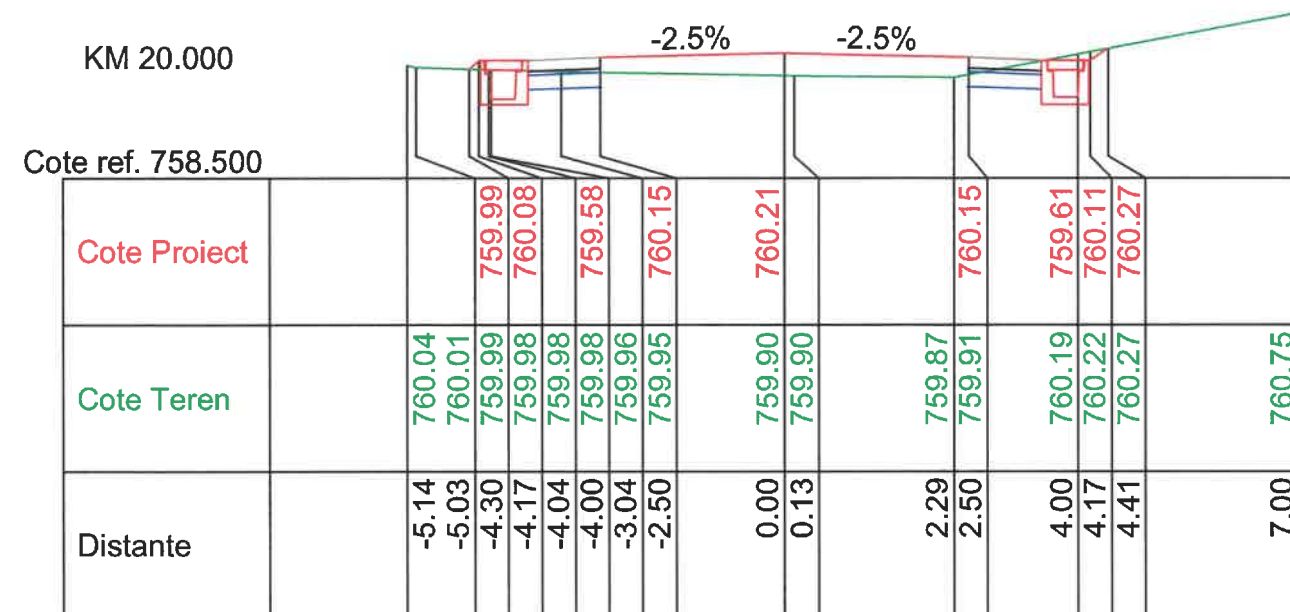 -2.5% -2.5%
KM 20.000
Cote ref. 758.500
Cote Proiect 759.99 760.08 759.58 760.15 760.21 760.15 759.61 760.11 760.27
Cote Teren 760.04 760.01 759.99 759.98 759.98 759.98 759.96 759.95 759.90 759.90 759.87 759.91 760.19 760.22 760.27 760.75
Distante -5.14 -5.03 -4.30 -4.17 -4.04 -4.00 -3.04 -2.50 0.00 0.13 2.29 2.50 4.00 4.17 4.41 7.00